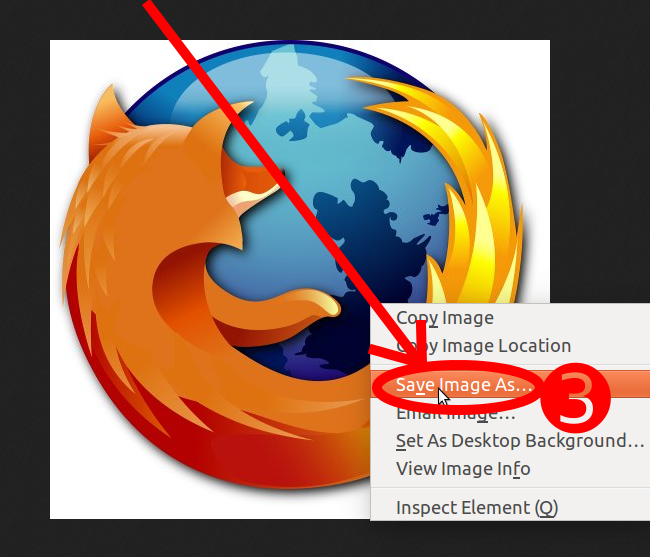 Copy Image
Copy Image Location
Save Image As...
3
Email Image...
Set As Desktop Background...
View Image Info
Inspect Element (Q)